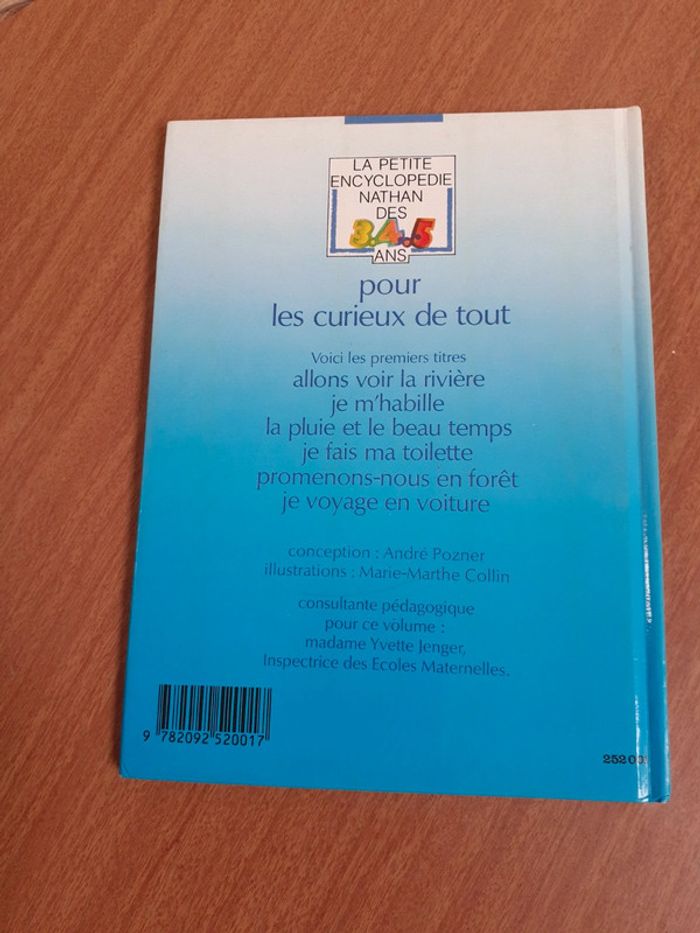 LA PETITE
ENCYCLOPEDIE
NATHAN
DES
3.4.5
ANS
pour
les curieux de tout
Voici les premiers titres
allons voir la rivière
je m'habille
la pluie et le beau temps
je fais ma toilette
promenons-nous en forêt
je voyage en voiture
conception : André Pozner
illustrations : Marie-Marthe Collin
consultante pédagogique
pour ce volume :
madame Yvette Jenger,
Inspectrice des Ecoles Maternelles.
9 782092 520017